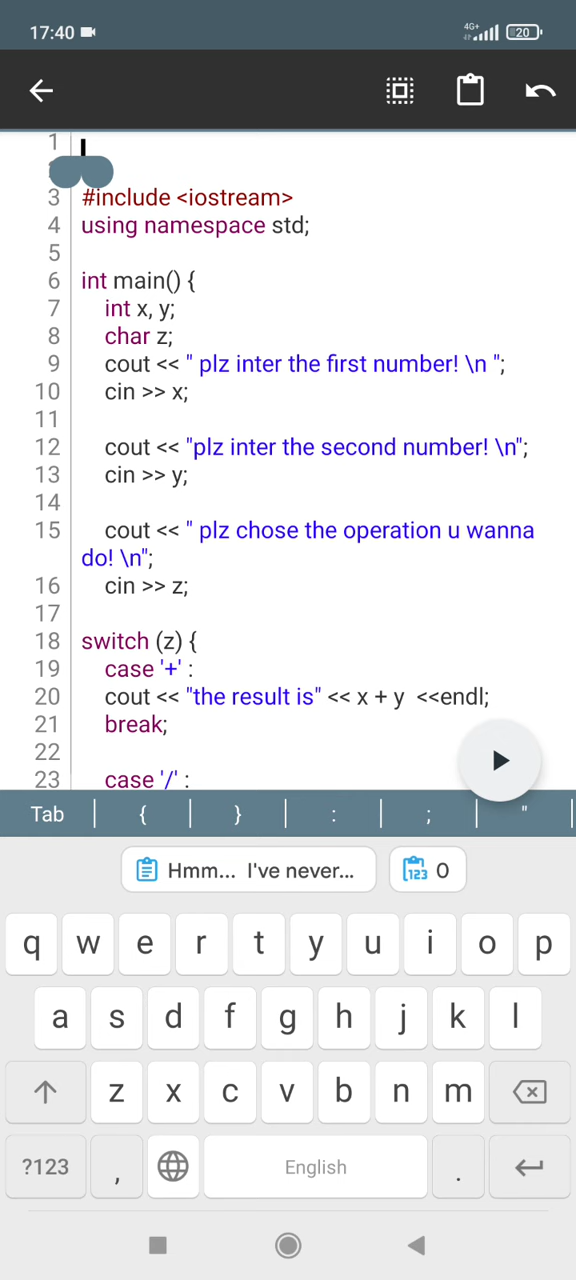 17:40 4G+ 20
1
3 #include <iostream>
4 using namespace std;
5
6 int main() {
7 int x, y;
8 char z;
9 cout << " plz inter the first number! \n ";
10 cin >> x;
11
12 cout << "plz inter the second number! \n";
13 cin >> y;
14
15 cout << " plz chose the operation u wanna
do! \n";
16 cin >> z;
17
18 switch (z) {
19 case '+' :
20 cout << "the result is" << x + y  <<endl;
21 break;
22
23 case '/' :
Tab { } : ; "
Hmm... I've never... 123 0
q w e r t y u i o p
a s d f g h j k l
z x c v b n m
?123 , English .